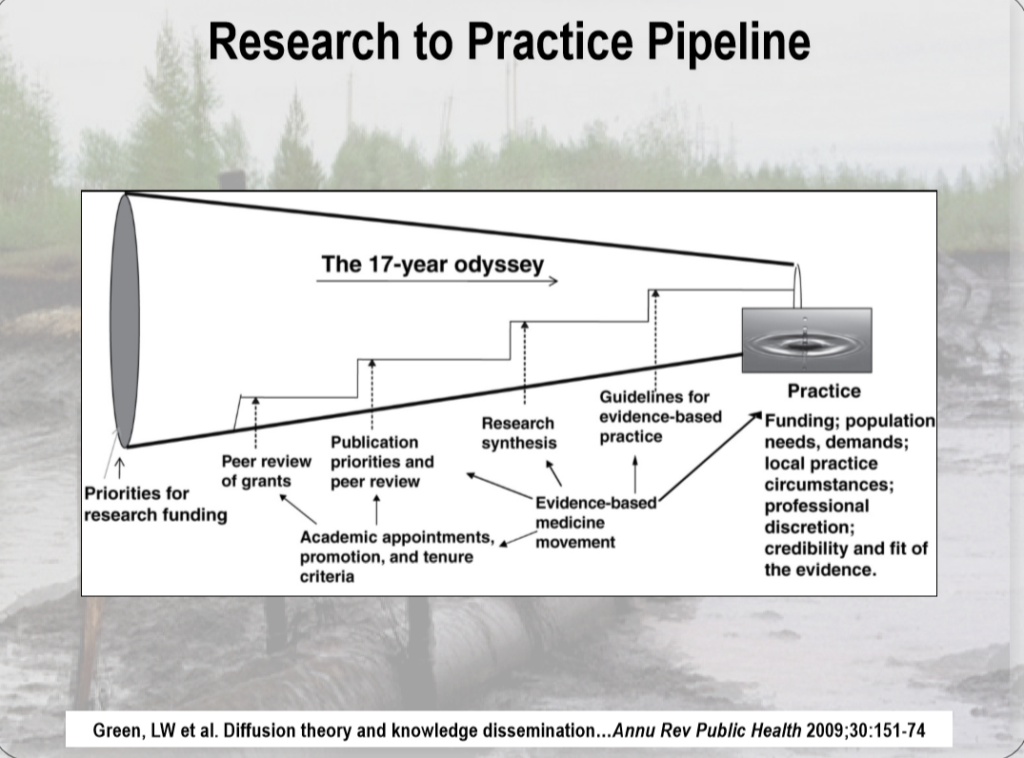 Research to Practice Pipeline
The 17-year odyssey
Priorities for
research funding
Peer review
of grants
Publication
priorities and
peer review
Research
synthesis
Guidelines for
evidence-based
practice
Practice
Funding; population
needs, demands;
local practice
circumstances;
professional
discretion;
credibility and fit of
the evidence.
Academic appointments,
promotion, and tenure
criteria
Evidence-based
medicine
movement
Green, LW et al. Diffusion theory and knowledge dissemination…Annu Rev Public Health 2009;30:151-74